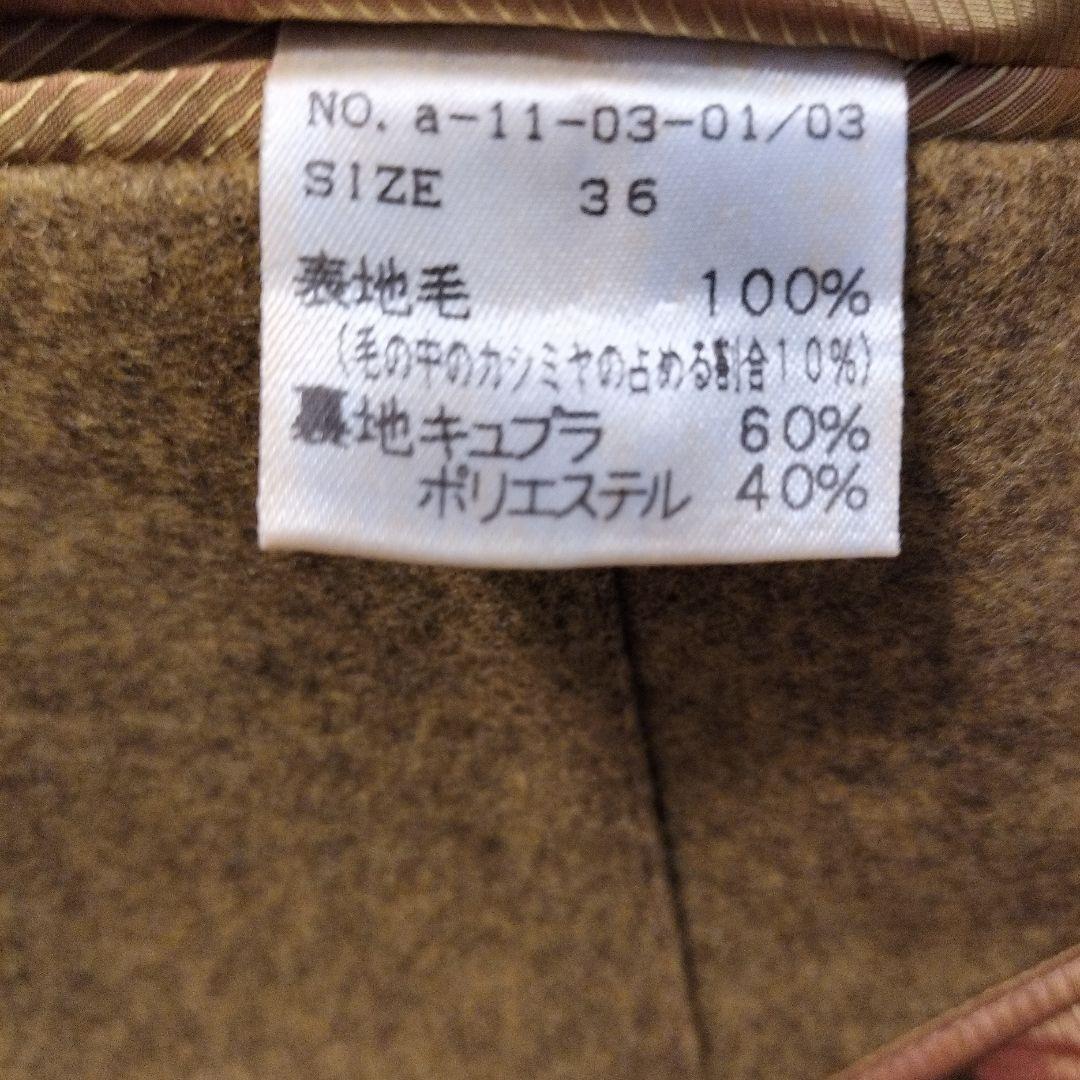 NO. a-11-03-01/03
SIZE 36
表地毛 100%
(毛の中のカシミヤの占める割合10%)
裏地キュプラ 60%
ポリエステル 40%